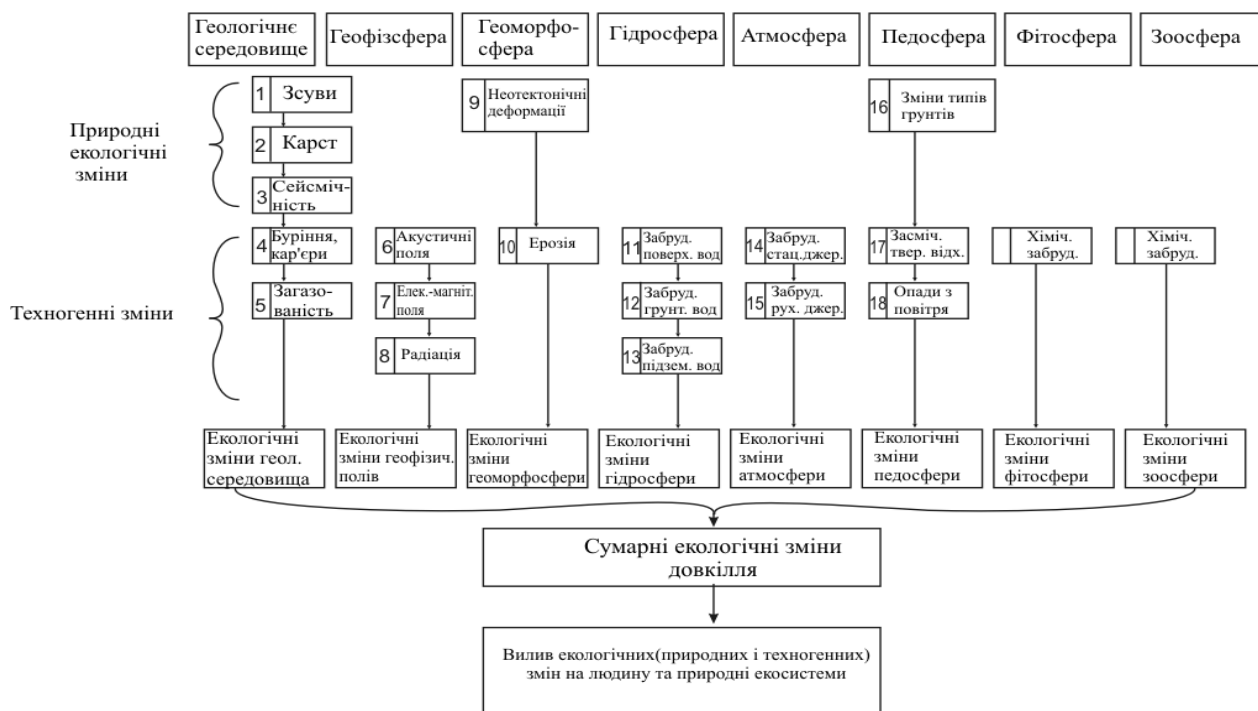 Геологічнє
середовище
Геофізсфера
Геоморфо-
сфера
Гідросфера
Атмосфера
Педосфера
Фітосфера
Зоосфера
Природні
екологічні
зміни
1 Зсуви
2 Карст
3 Сейсміч-
ність
9 Неотектонічні
деформації
16 Зміни типів
грунтів
Техногенні зміни
4 Буріння,
кар'єри
5 Загазо-
ваність
6 Акустичні
поля
7 Елек.-магніт.
поля
8 Радіація
10 Ерозія
11 Забруд.
поверх. вод
12 Забруд.
грунт. вод
13 Забруд.
підзем. вод
14 Забруд.
стац.джер.
15 Забруд.
рух. джер.
17 Засміч.
твер. відх.
18 Опади з
повітря
Хіміч.
забруд.
Хіміч.
забруд.
Екологічні
зміни геол.
середовища
Екологічні
зміни геофізич.
полів
Екологічні
зміни
геоморфосфери
Екологічні
зміни
гідросфери
Екологічні
зміни
атмосфери
Екологічні
зміни
педосфери
Екологічні
зміни
фітосфери
Екологічні
зміни
зоосфери
Сумарні екологічні зміни
довкілля
Вилив екологічних(природних і техногенних)
змін на людину та природні екосистеми